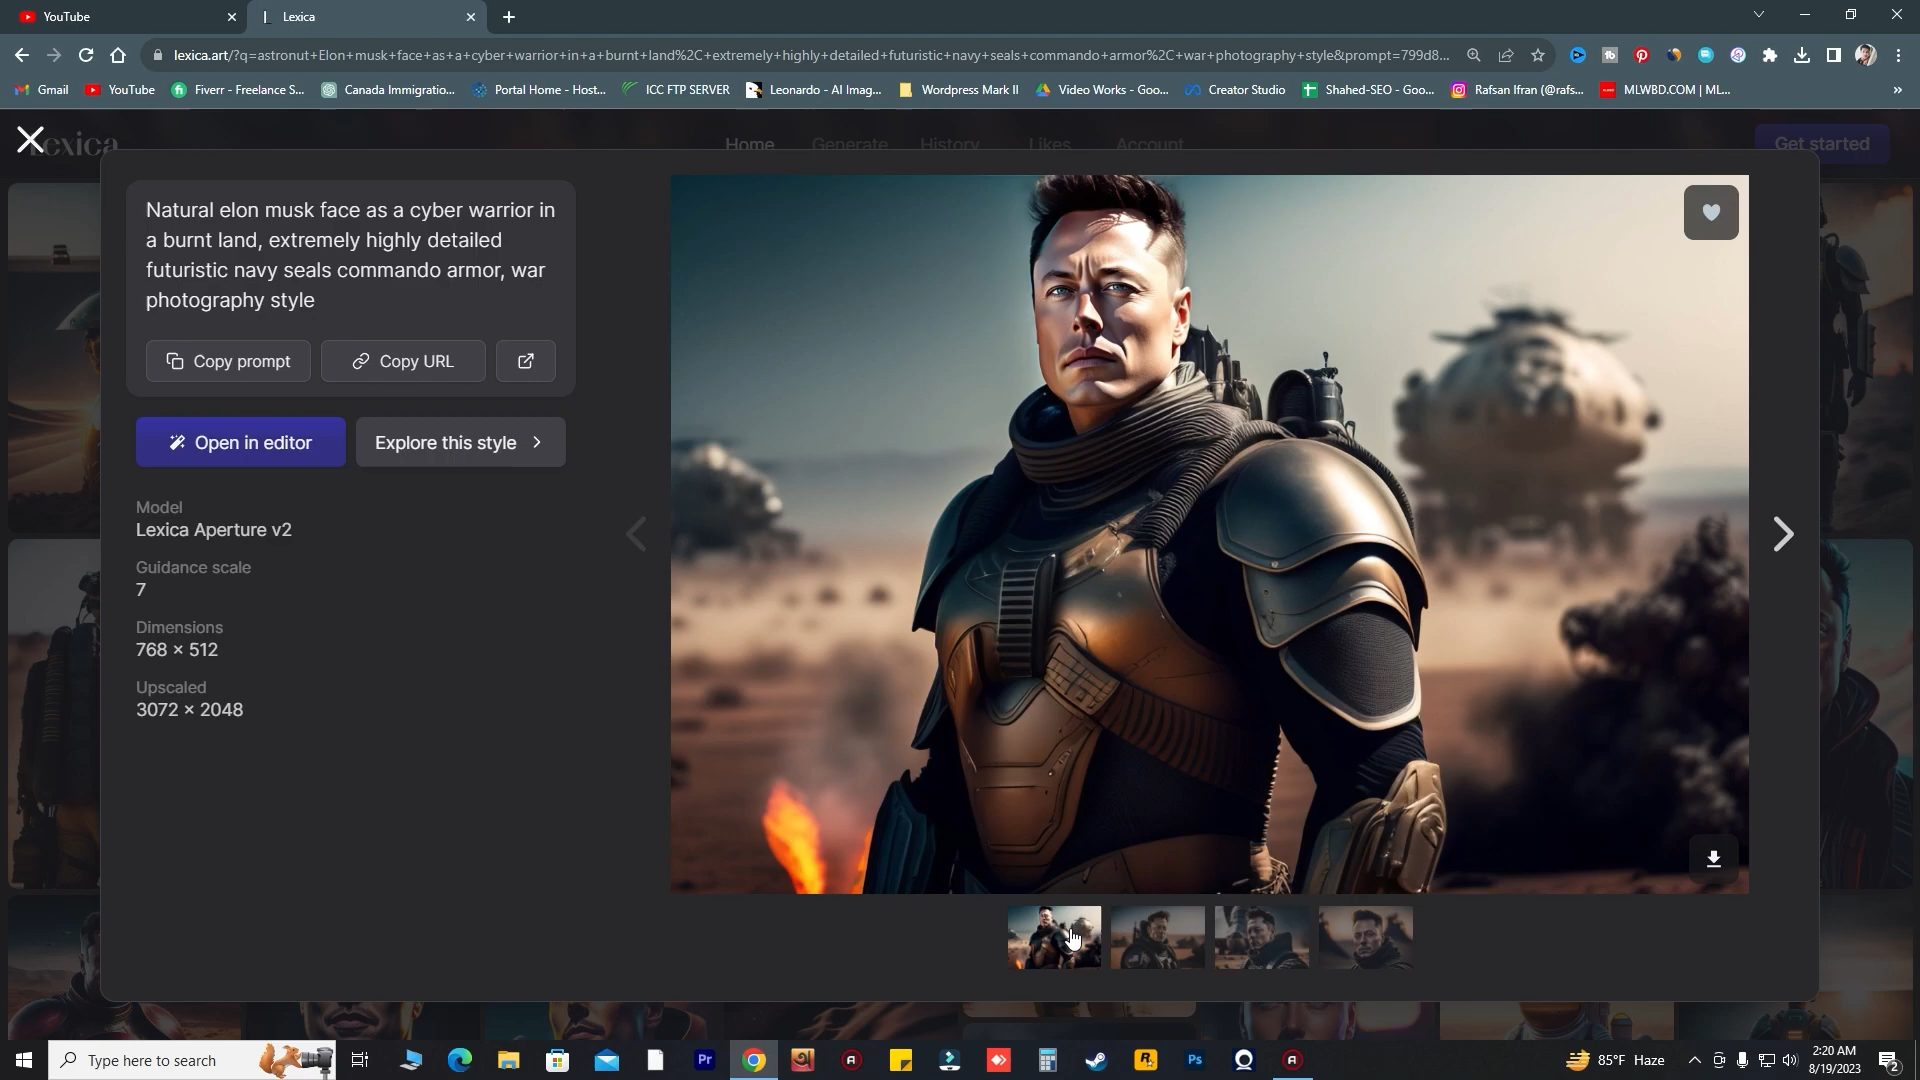 YouTube
Lexica
lexica.art/?q=astronut+Elon+musk+face+as+a+cyber+warrior+in+a+burnt+land%2C+extremely+highly+detailed+futuristic+navy+seals+commando+armor%2C+war+photography+style&prompt=799d8...
Gmail
YouTube
Fiverr - Freelance S...
Canada Immigratio...
Portal Home - Host...
ICC FTP SERVER
Leonardo - AI Imag...
Wordpress Mark II
Video Works - Goo...
Creator Studio
Shahed-SEO - Goo...
Rafsan Ifran (@rafs...
MLWBD.COM | ML...
»
Lexica
Home
Generate
History
Likes
Account
Get started
Natural elon musk face as a cyber warrior in
a burnt land, extremely highly detailed
futuristic navy seals commando armor, war
photography style
Copy prompt
Copy URL
Open in editor
Explore this style
Model
Lexica Aperture v2
Guidance scale
7
Dimensions
768 × 512
Upscaled
3072 × 2048
Type here to search
Pr
Ps
85°F Haze
2:20 AM
8/19/2023
2